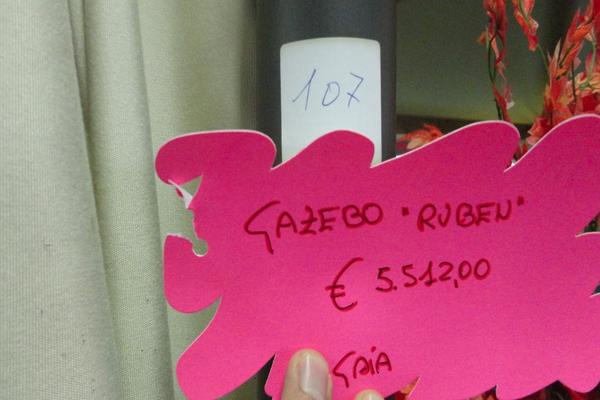 107
GAZEBO "RUBEN"
€ 5.512,00
GAIA